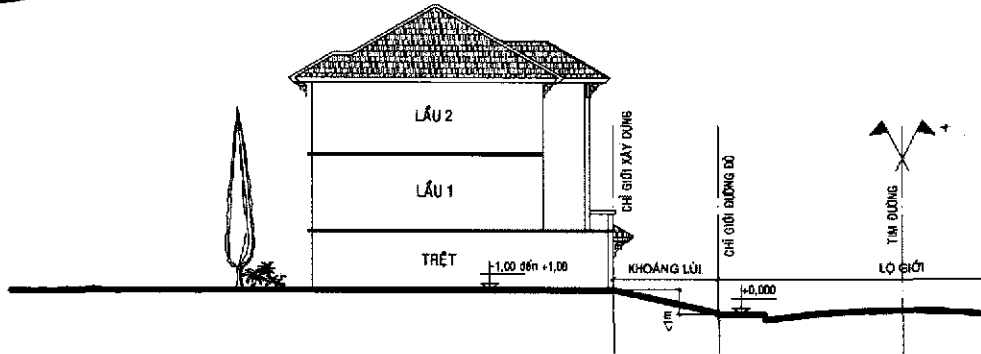 LẦU 2
LẦU 1
TRỆT
-1,00 đến +1,00
CHỈ GIỚI XÂY DỰNG
KHOẢNG LÙI
<1m
CHỈ GIỚI ĐƯỜNG ĐỎ
+0,000
TIM ĐƯỜNG
LỘ GIỚI